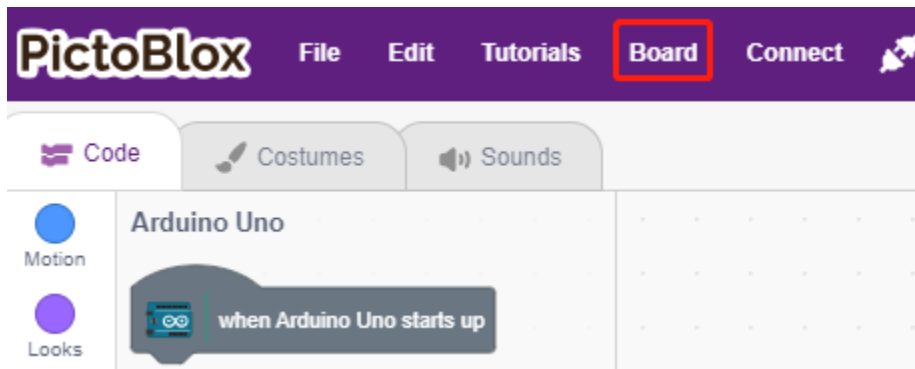 PictoBlox File Edit Tutorials Board Connect
Code Costumes Sounds
Arduino Uno
Motion
when Arduino Uno starts up
Looks